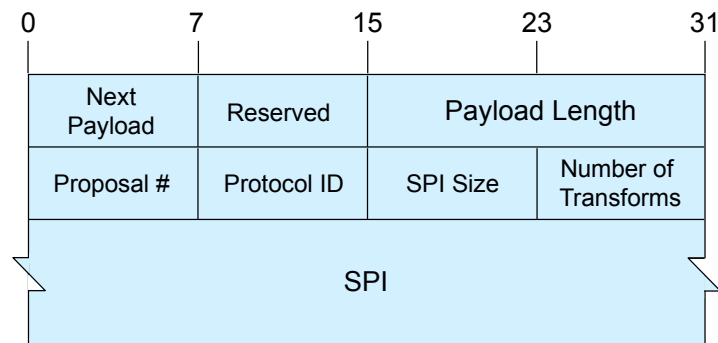 0 7 15 23 31
Next
Payload
Reserved
Payload Length
Proposal #
Protocol ID
SPI Size
Number of
Transforms
SPI